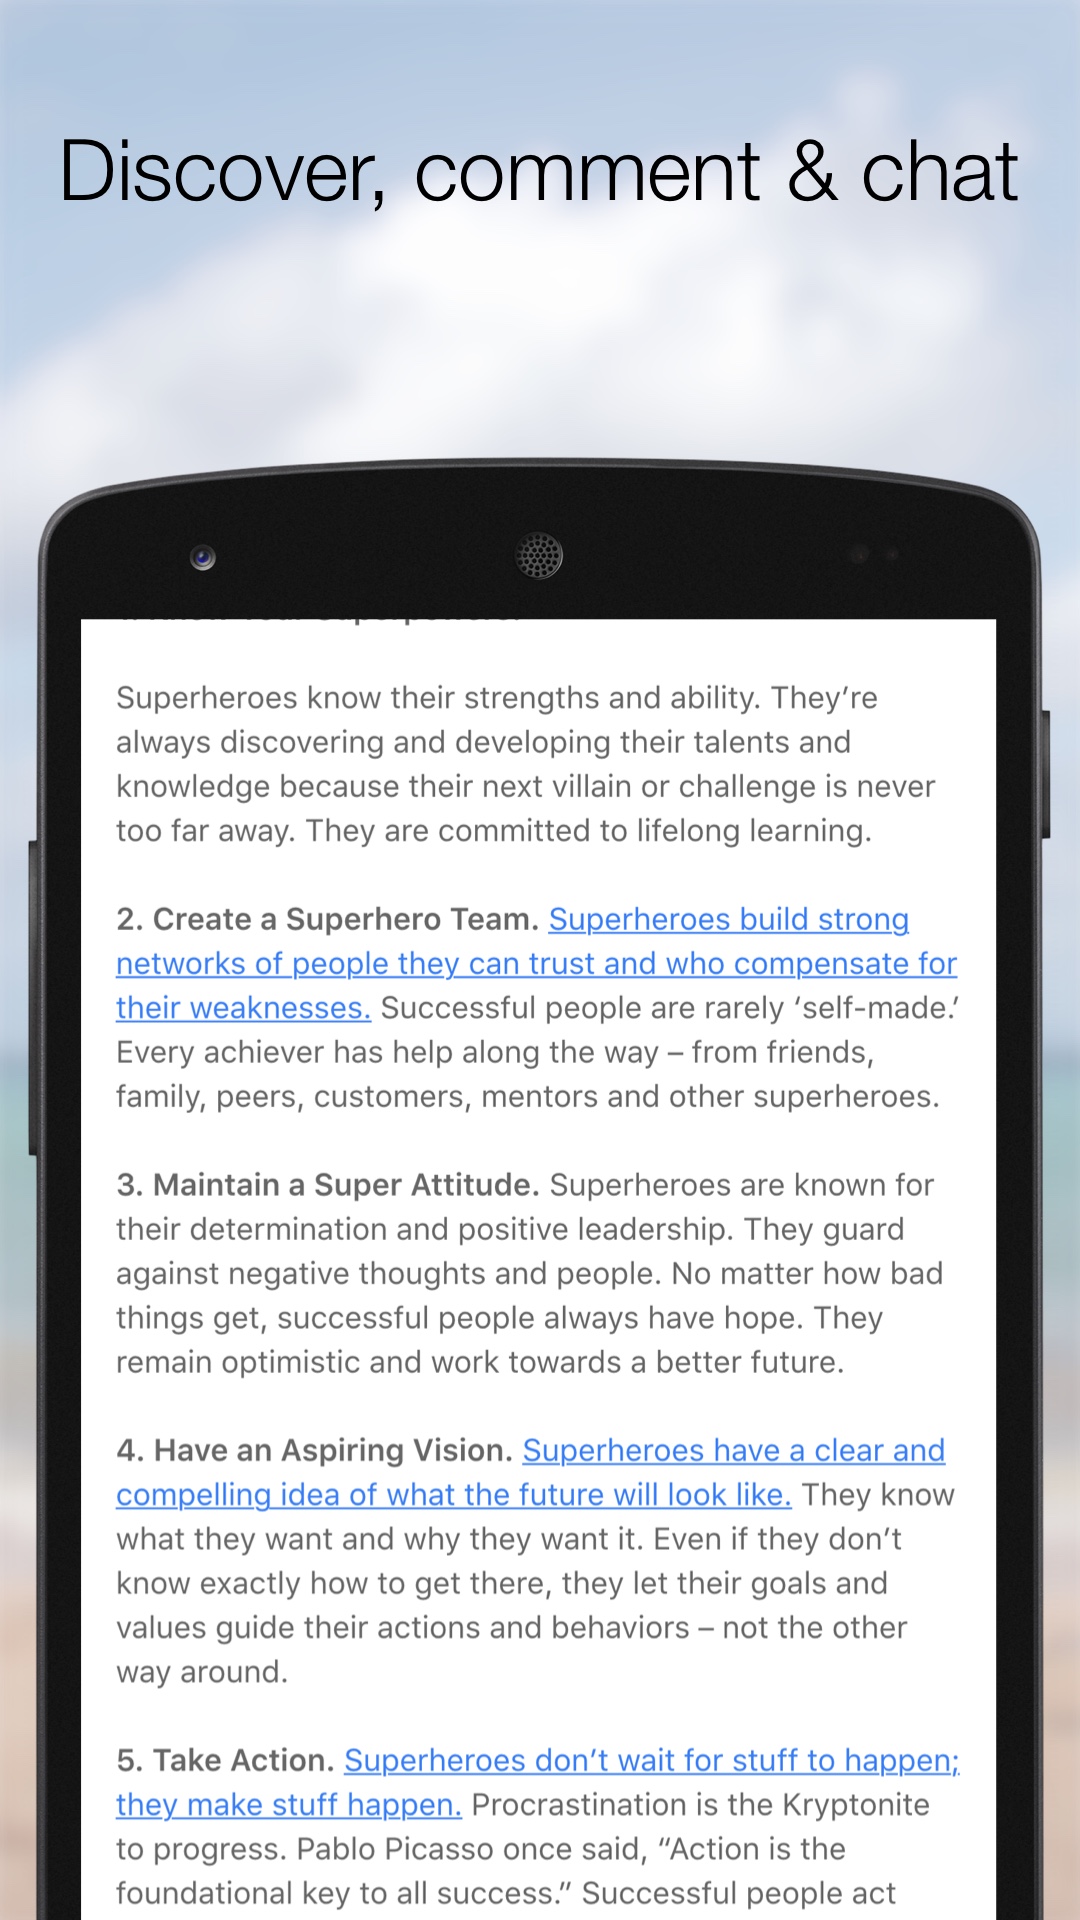 Discover, comment & chat
Superheroes know their strengths and ability. They’re
always discovering and developing their talents and
knowledge because their next villain or challenge is never
too far away. They are committed to lifelong learning.
2. Create a Superhero Team. Superheroes build strong
networks of people they can trust and who compensate for
their weaknesses. Successful people are rarely ‘self-made.’
Every achiever has help along the way – from friends,
family, peers, customers, mentors and other superheroes.
3. Maintain a Super Attitude. Superheroes are known for
their determination and positive leadership. They guard
against negative thoughts and people. No matter how bad
things get, successful people always have hope. They
remain optimistic and work towards a better future.
4. Have an Aspiring Vision. Superheroes have a clear and
compelling idea of what the future will look like. They know
what they want and why they want it. Even if they don’t
know exactly how to get there, they let their goals and
values guide their actions and behaviors – not the other
way around.
5. Take Action. Superheroes don’t wait for stuff to happen;
they make stuff happen. Procrastination is the Kryptonite
to progress. Pablo Picasso once said, “Action is the
foundational key to all success.” Successful people act